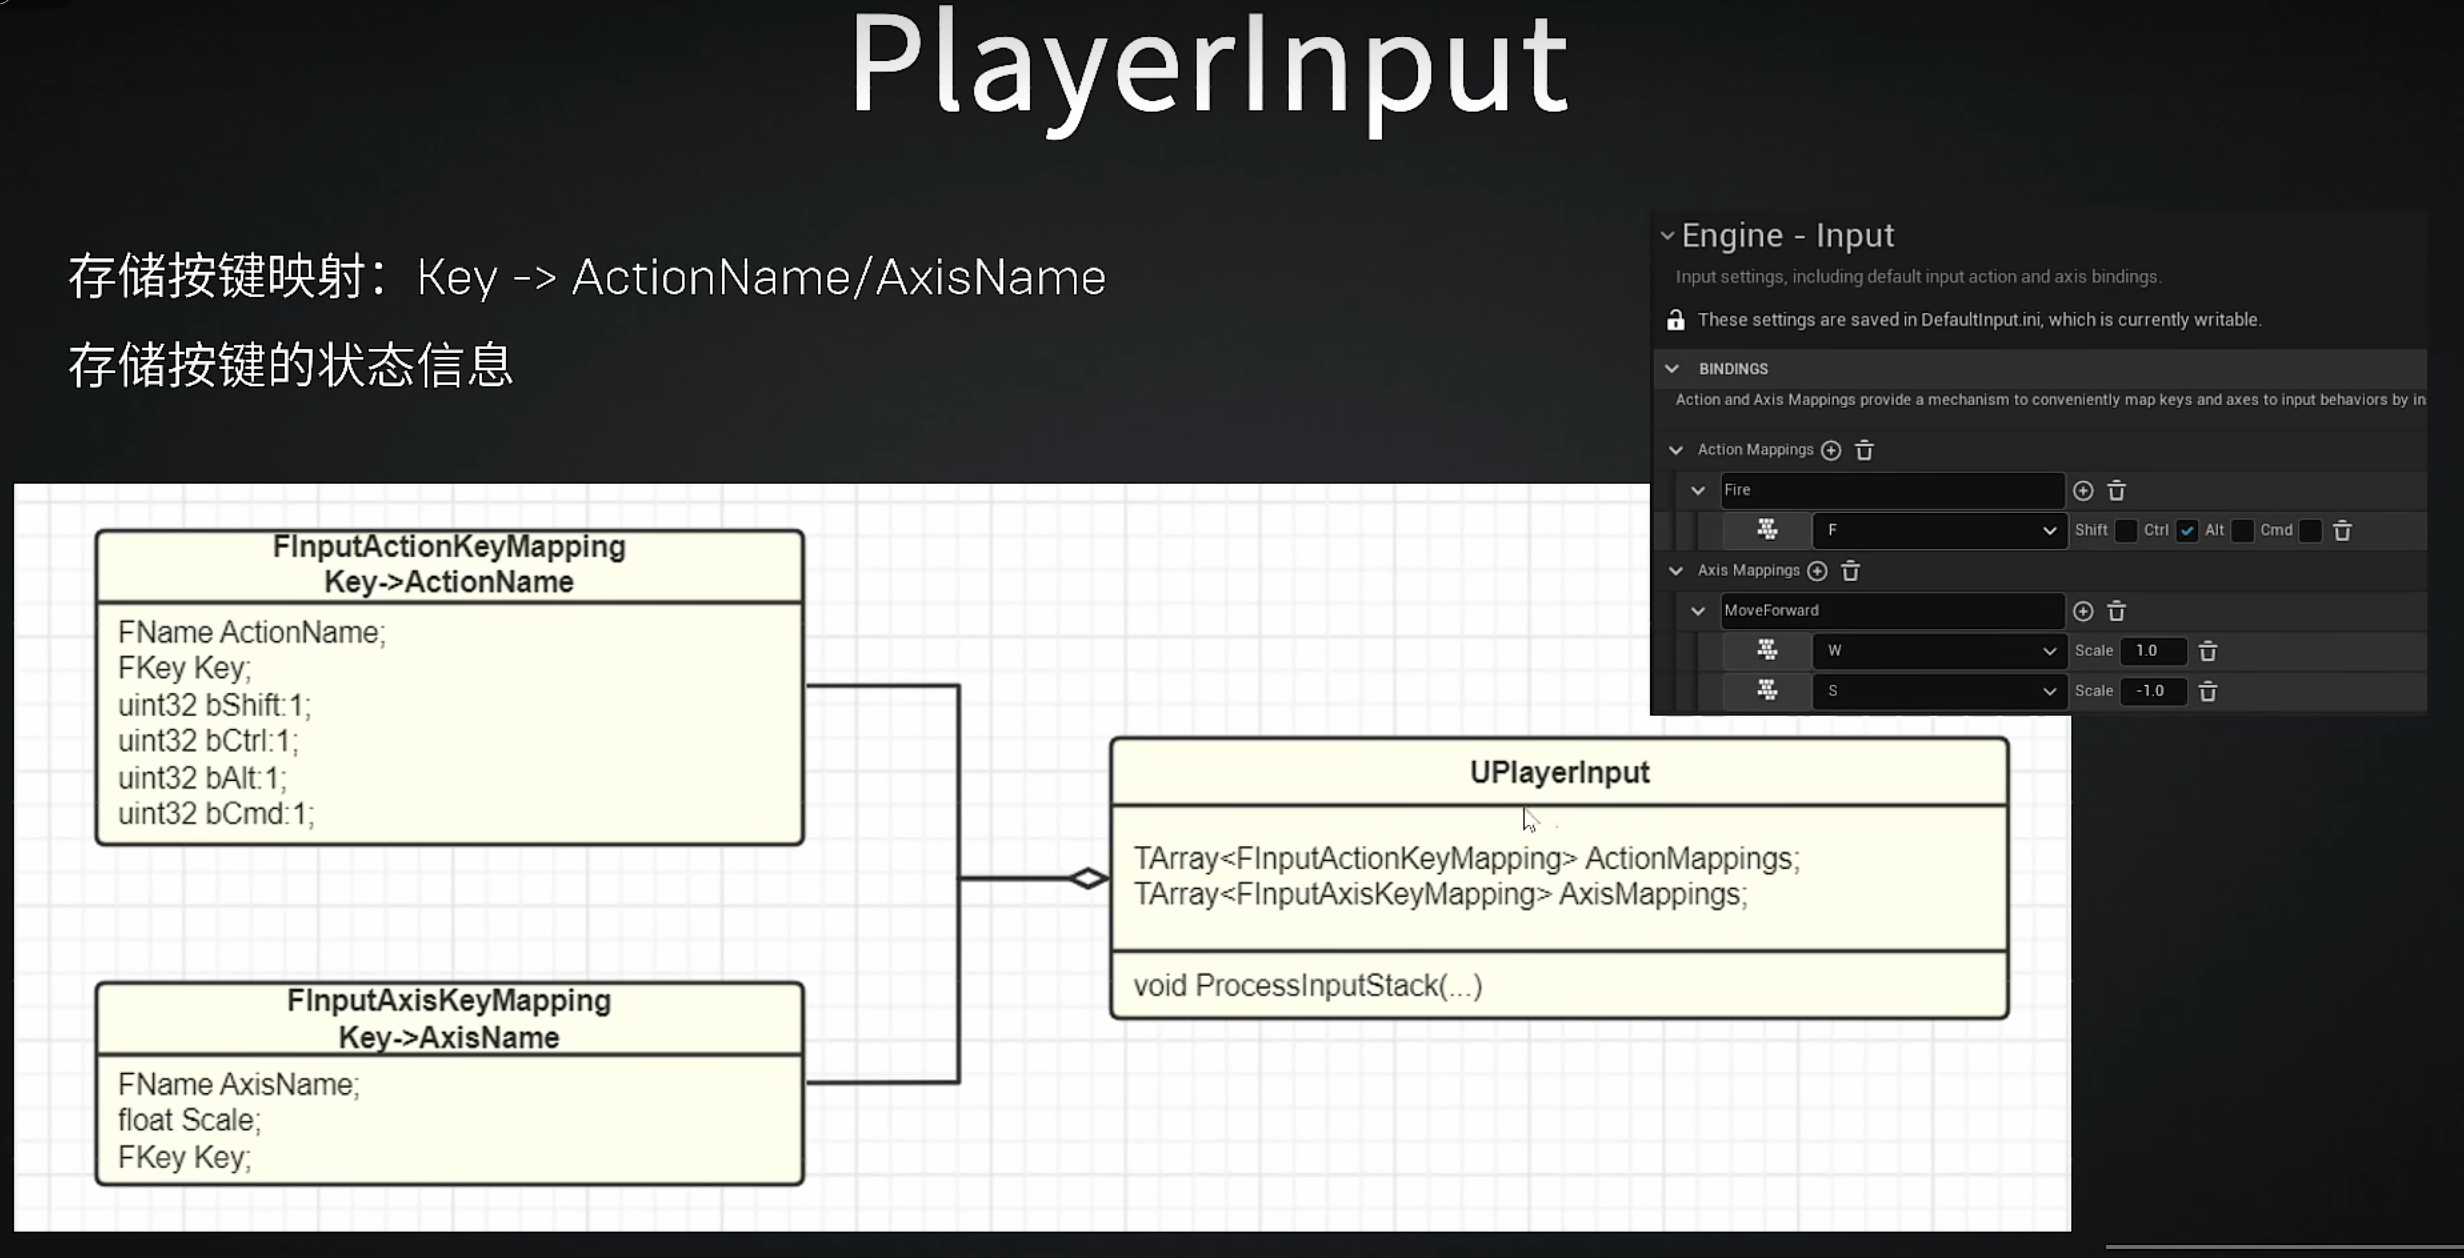 PlayerInput
存储按键映射：Key -> ActionName/AxisName
存储按键的状态信息
Engine - Input
Input settings, including default input action and axis bindings.
These settings are saved in DefaultInput.ini, which is currently writable.
BINDINGS
Action and Axis Mappings provide a mechanism to conveniently map keys and axes to input behaviors by in
Action Mappings
Fire
F Shift Ctrl Alt Cmd
Axis Mappings
MoveForward
W Scale 1.0
S Scale -1.0
FInputActionKeyMapping
Key->ActionName
FName ActionName;
FKey Key;
uint32 bShift:1;
uint32 bCtrl:1;
uint32 bAlt:1;
uint32 bCmd:1;
FInputAxisKeyMapping
Key->AxisName
FName AxisName;
float Scale;
FKey Key;
UPlayerInput
TArray<FInputActionKeyMapping> ActionMappings;
TArray<FInputAxisKeyMapping> AxisMappings;
void ProcessInputStack(...)